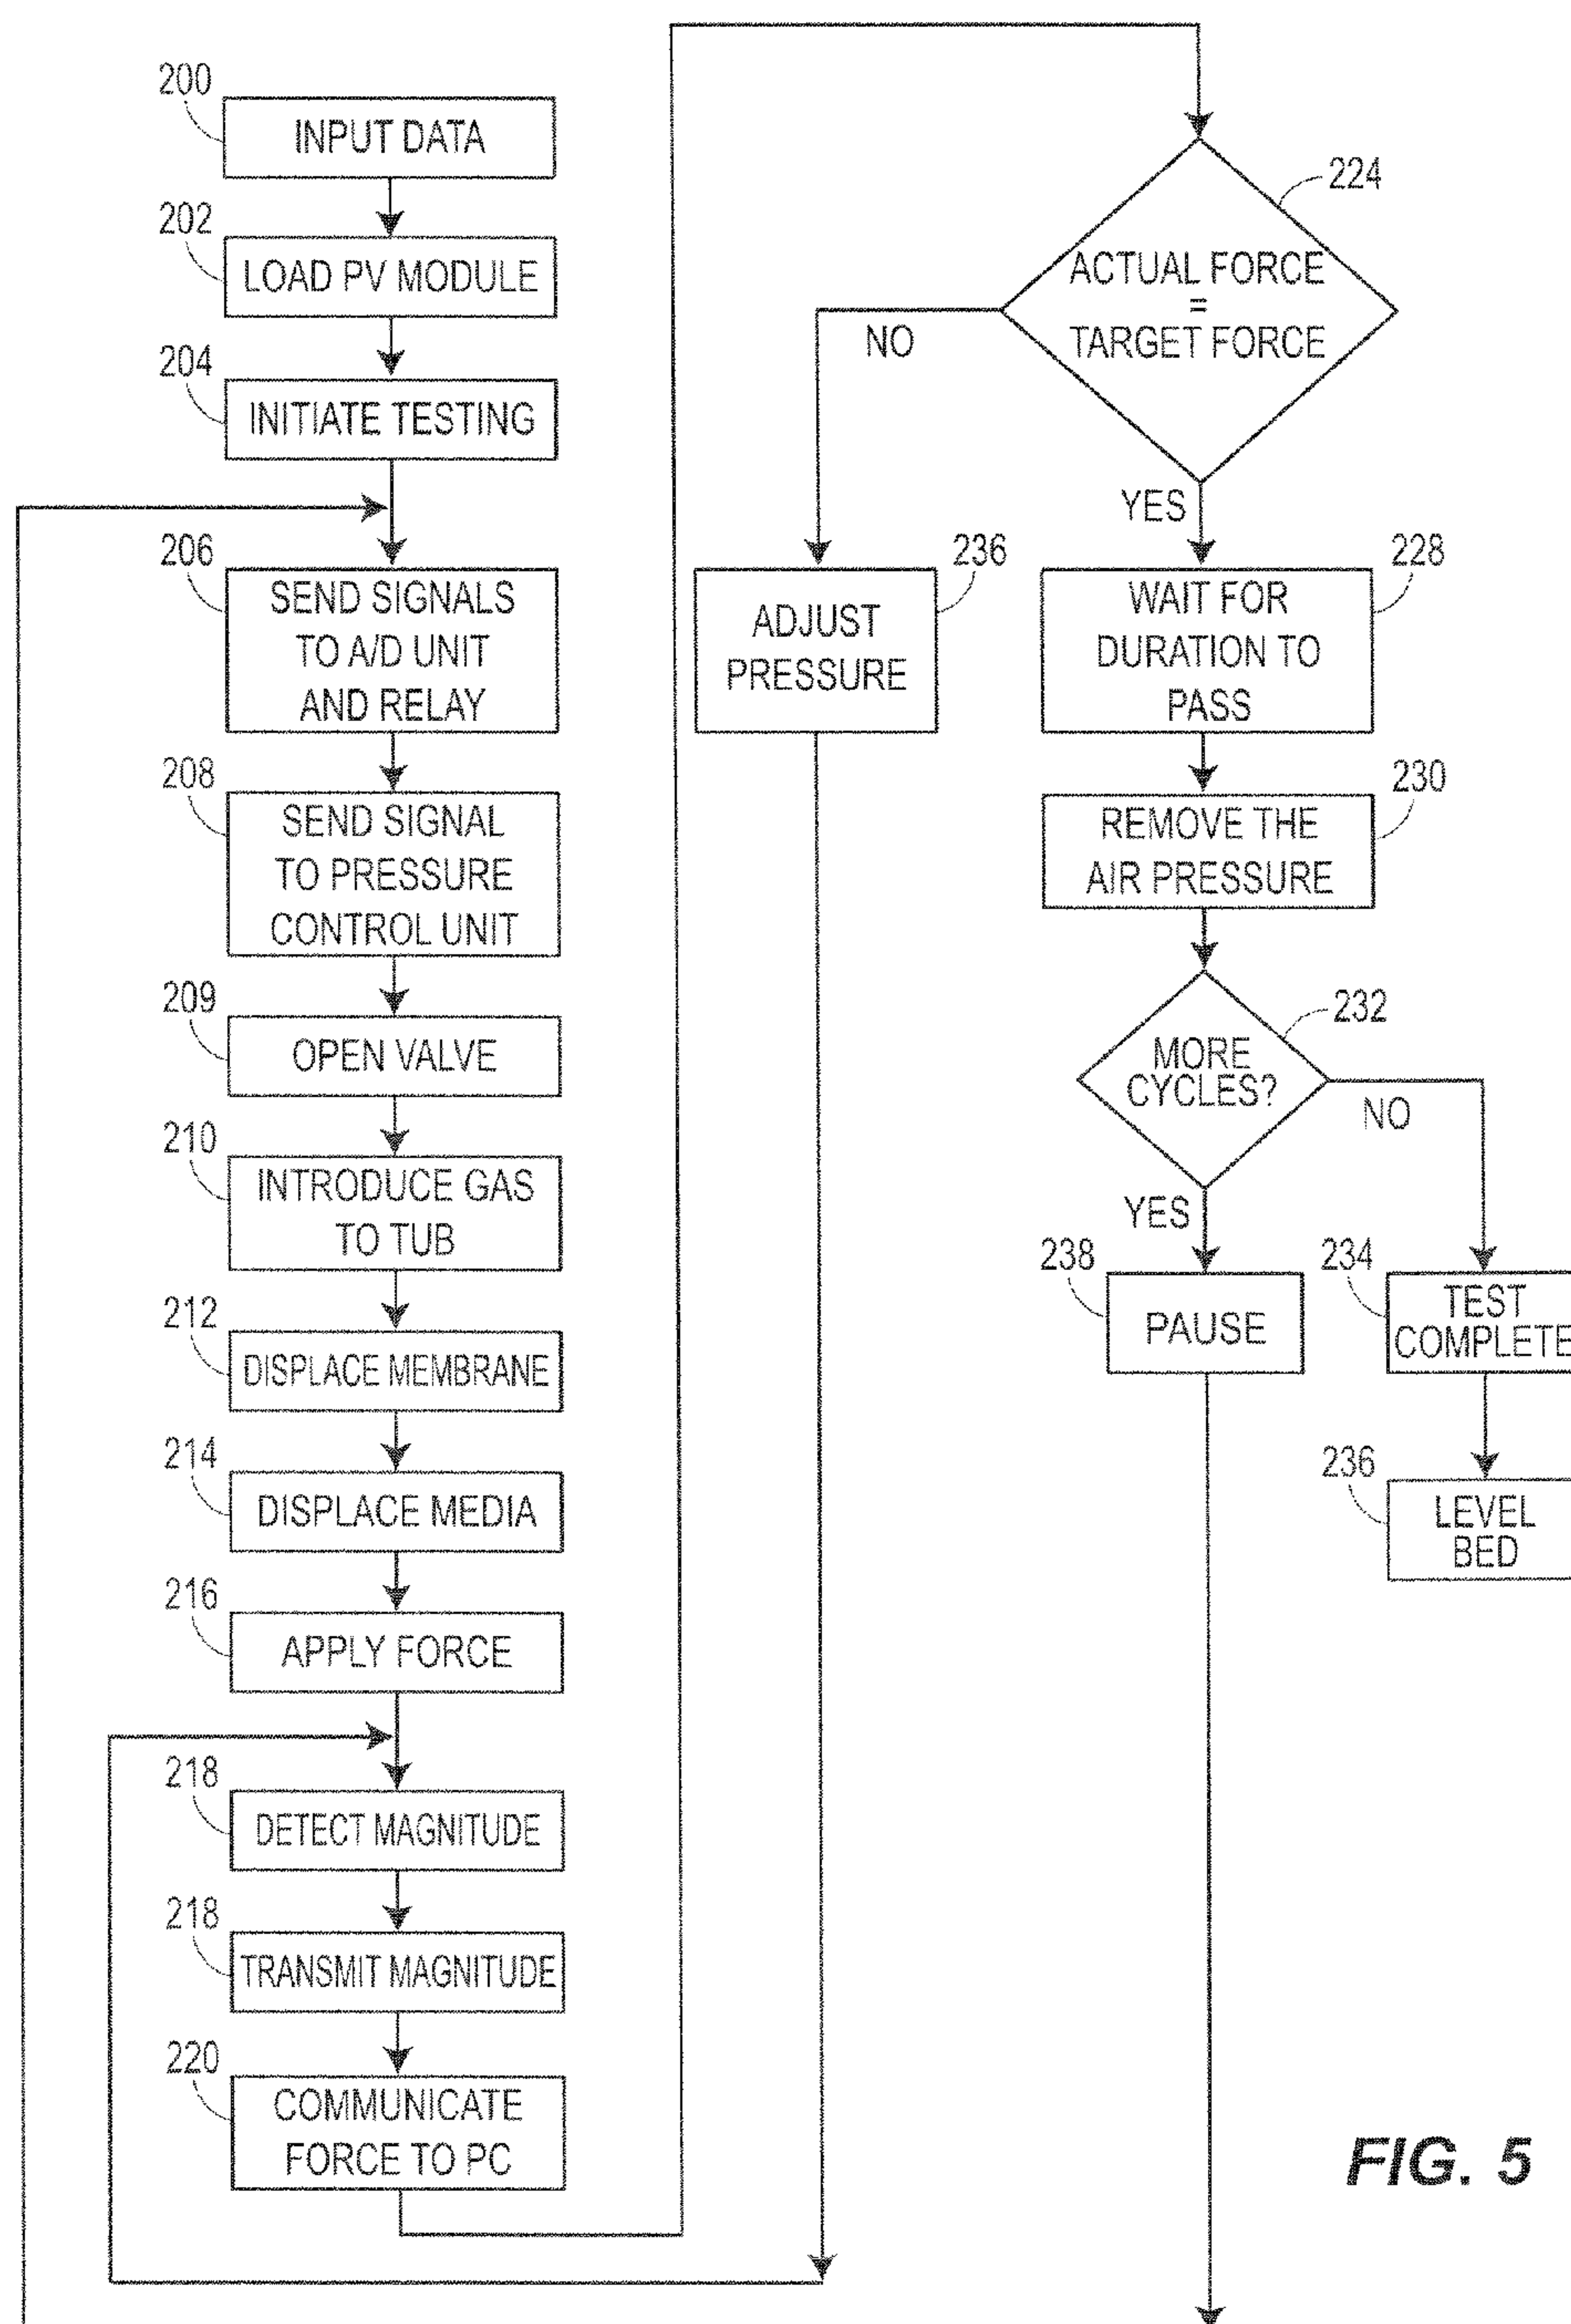 200
INPUT DATA
202
LOAD PV MODULE
204
INITIATE TESTING
206
SEND SIGNALS
TO A/D UNIT
AND RELAY
208
SEND SIGNAL
TO PRESSURE
CONTROL UNIT
209
OPEN VALVE
210
INTRODUCE GAS
TO TUB
212
DISPLACE MEMBRANE
214
DISPLACE MEDIA
216
APPLY FORCE
218
DETECT MAGNITUDE
218
TRANSMIT MAGNITUDE
220
COMMUNICATE
FORCE TO PC
224
ACTUAL FORCE
=
TARGET FORCE
NO
YES
236
ADJUST
PRESSURE
228
WAIT FOR
DURATION TO
PASS
230
REMOVE THE
AIR PRESSURE
232
MORE
CYCLES?
NO
YES
238
PAUSE
234
TEST
COMPLETE
236
LEVEL
BED
FIG. 5